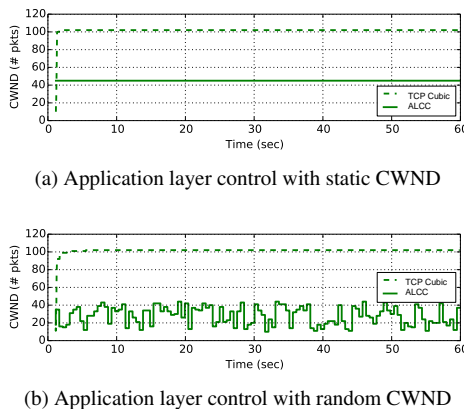 120
100
80
60
40
20
0
CWND (# pkts)
TCP Cubic
ALCC
0 10 20 30 40 50 60
Time (sec)
(a) Application layer control with static CWND
120
100
80
60
40
20
0
CWND (# pkts)
TCP Cubic
ALCC
0 10 20 30 40 50 60
Time (sec)
(b) Application layer control with random CWND